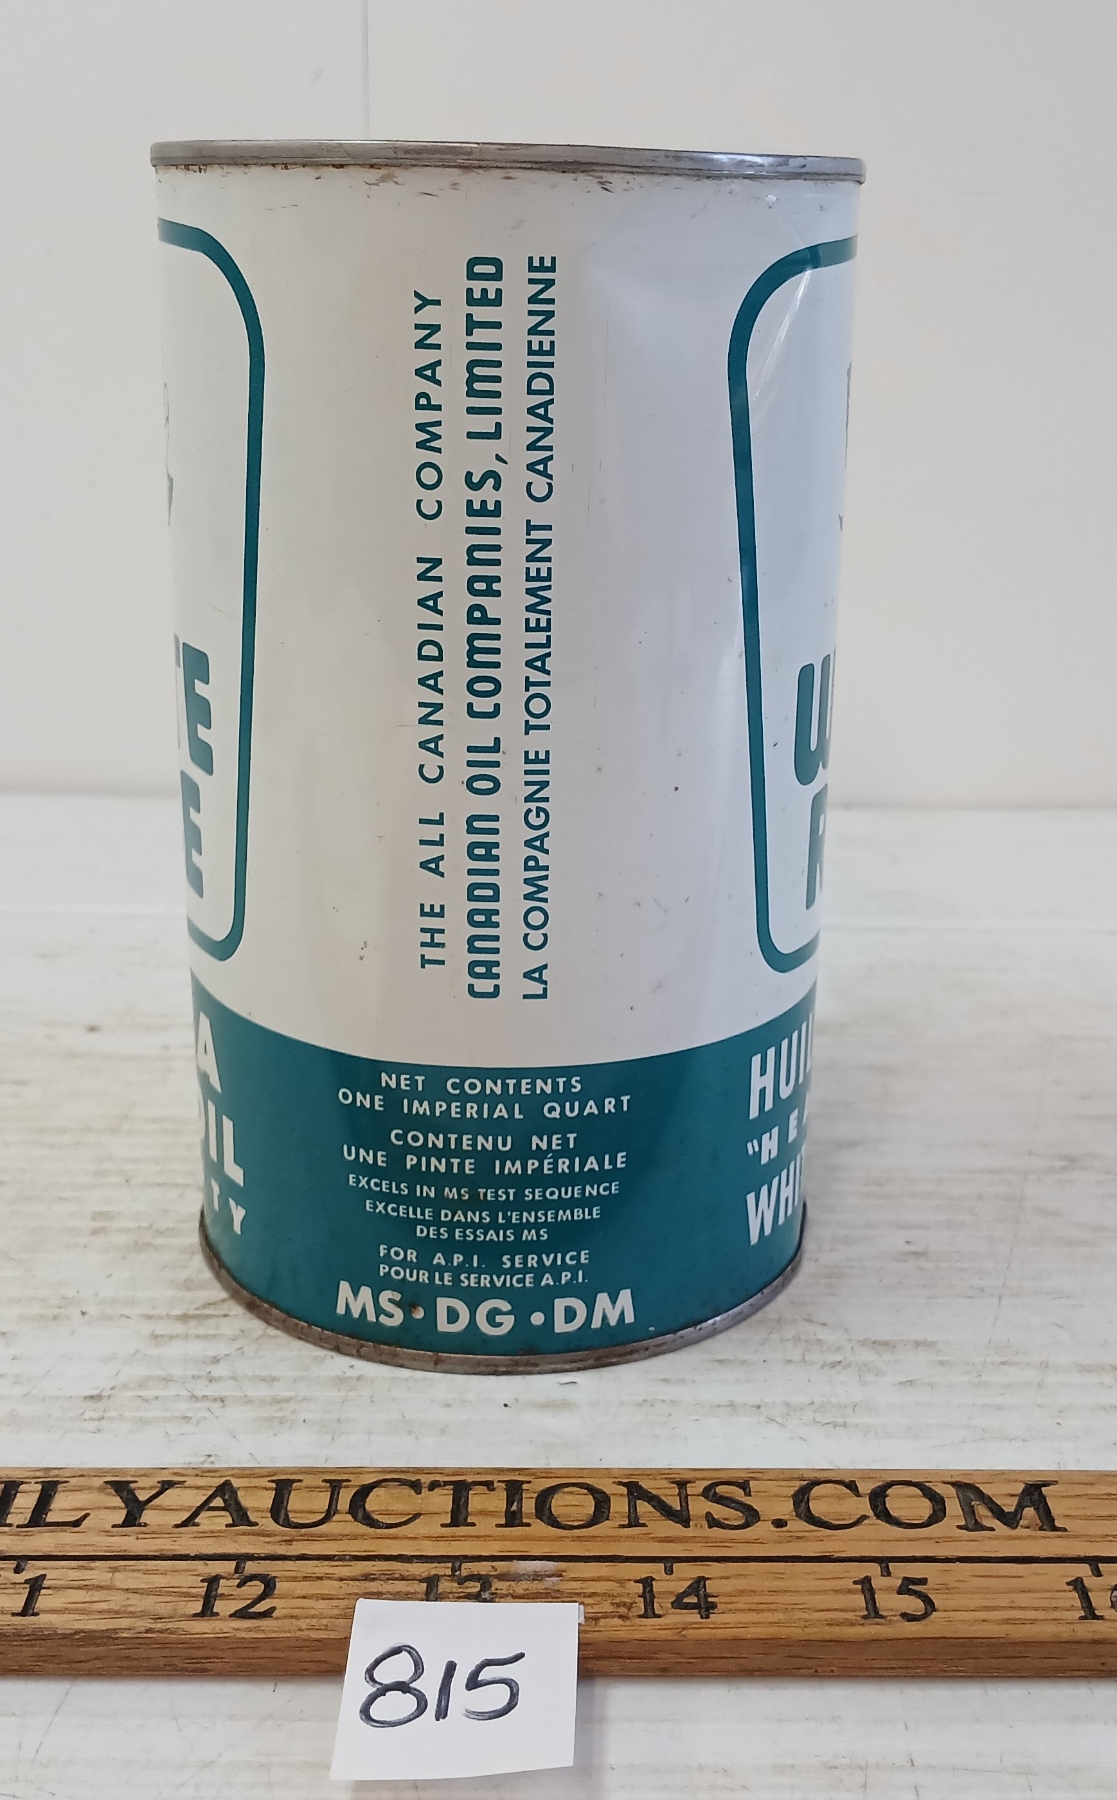 THE ALL CANADIAN COMPANY
CANADIAN OIL COMPANIES, LIMITED
LA COMPAGNIE TOTALEMENT CANADIENNE
NET CONTENTS
ONE IMPERIAL QUART
CONTENU NET
UNE PINTE IMPÉRIALE
EXCELS IN MS TEST SEQUENCE
EXCELLE DANS L'ENSEMBLE
DES ESSAIS MS
FOR A.P.I. SERVICE
POUR LE SERVICE A.P.I.
MS • DG • DM
ILYAUCTIONS.COM
12 13 14 15
815